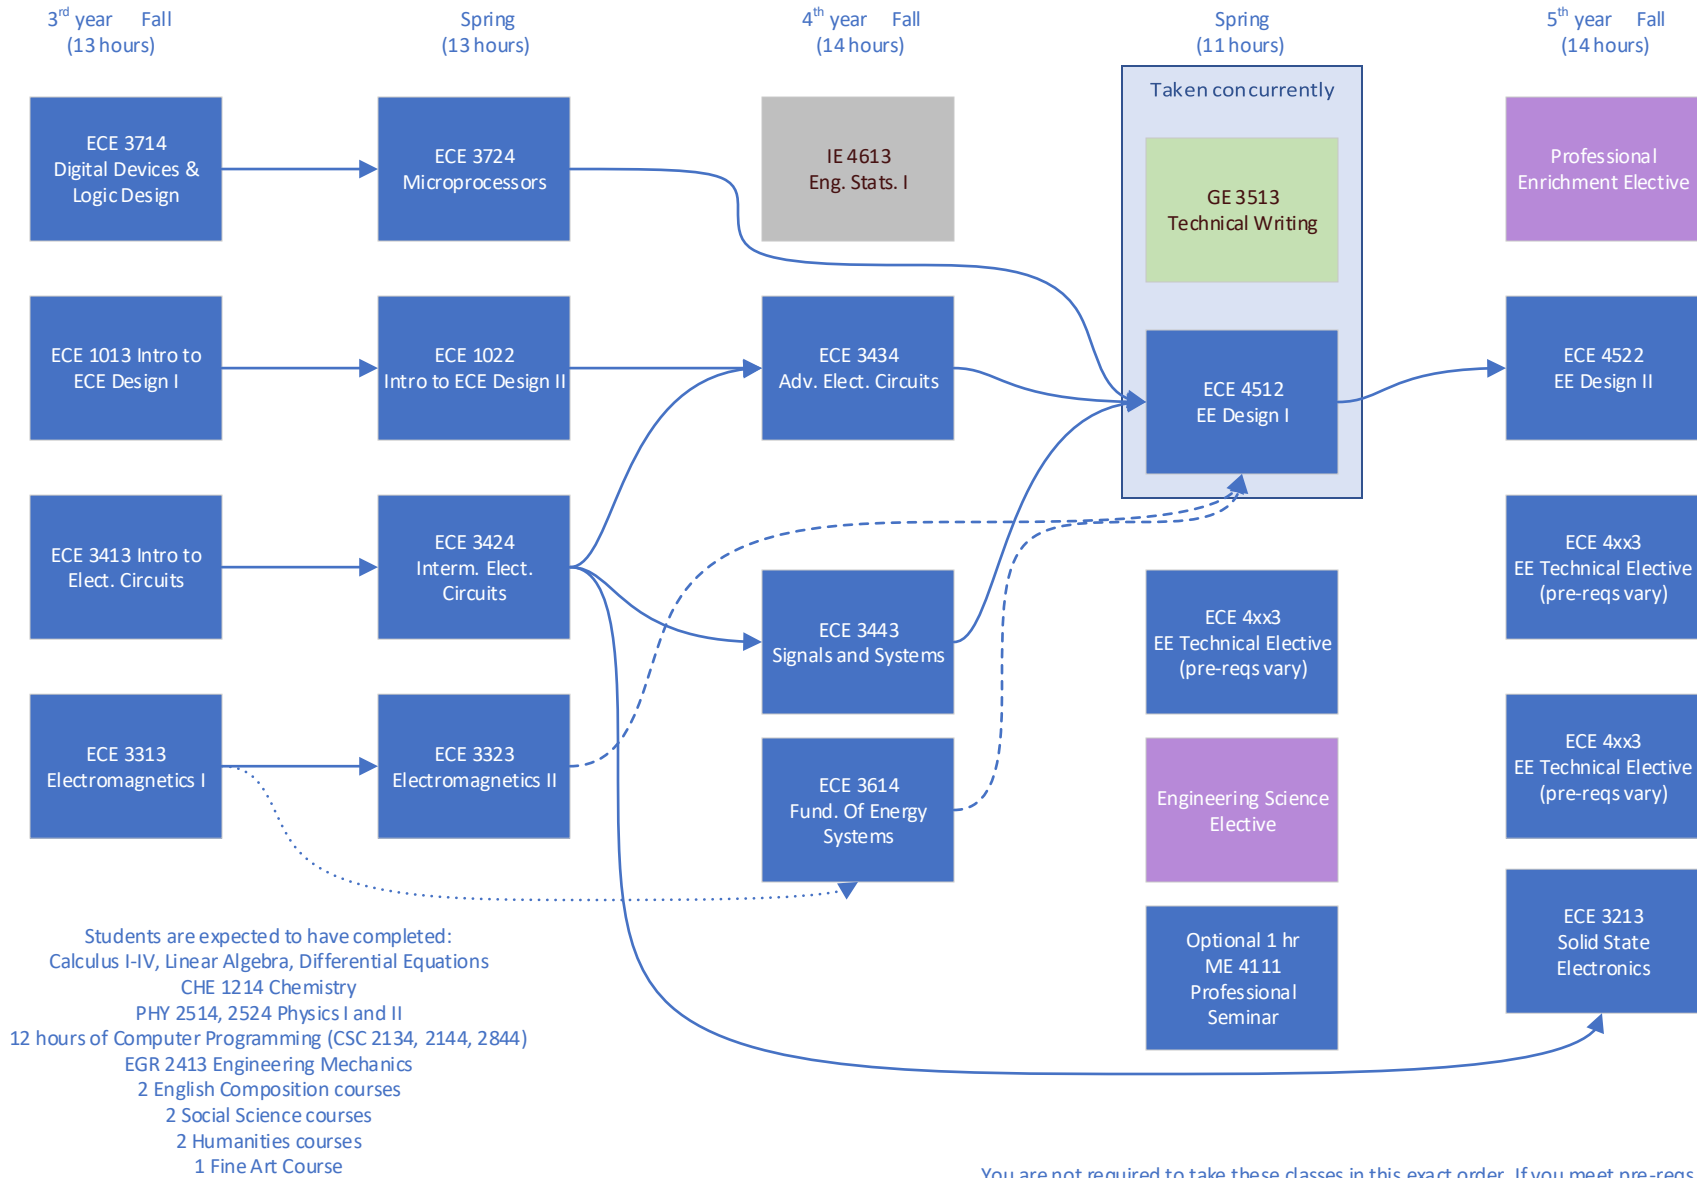 3rd year Fall
(13 hours)
Spring
(13 hours)
4th year Fall
(14 hours)
Spring
(11 hours)
5th year Fall
(14 hours)
ECE 3714
Digital Devices &
Logic Design
ECE 3724
Microprocessors
IE 4613
Eng. Stats. I
Taken concurrently
GE 3513
Technical Writing
Professional
Enrichment Elective
ECE 1013 Intro to
ECE Design I
ECE 1022
Intro to ECE Design II
ECE 3434
Adv. Elect. Circuits
ECE 4512
EE Design I
ECE 4522
EE Design II
ECE 3413 Intro to
Elect. Circuits
ECE 3424
Interm. Elect.
Circuits
ECE 3443
Signals and Systems
ECE 4xx3
EE Technical Elective
(pre-reqs vary)
ECE 4xx3
EE Technical Elective
(pre-reqs vary)
ECE 3313
Electromagnetics I
ECE 3323
Electromagnetics II
ECE 3614
Fund. Of Energy
Systems
Engineering Science
Elective
ECE 4xx3
EE Technical Elective
(pre-reqs vary)
Optional 1 hr
ME 4111
Professional
Seminar
ECE 3213
Solid State
Electronics
Students are expected to have completed:
Calculus I-IV, Linear Algebra, Differential Equations
CHE 1214 Chemistry
PHY 2514, 2524 Physics I and II
12 hours of Computer Programming (CSC 2134, 2144, 2844)
EGR 2413 Engineering Mechanics
2 English Composition courses
2 Social Science courses
2 Humanities courses
1 Fine Art Course
You are not required to take these classes in this exact order. If you meet pre-reqs